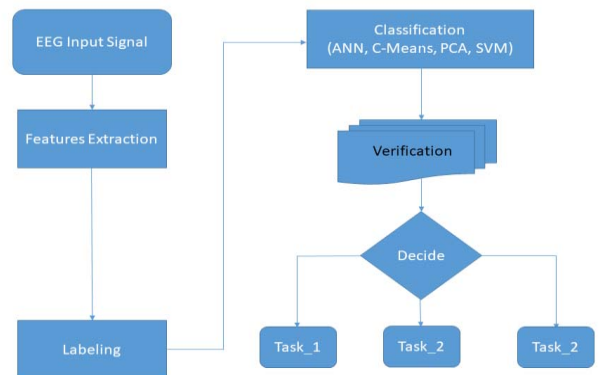 EEG Input Signal
Features Extraction
Labeling
Classification
(ANN, C-Means, PCA, SVM)
Verification
Decide
Task_1
Task_2
Task_2